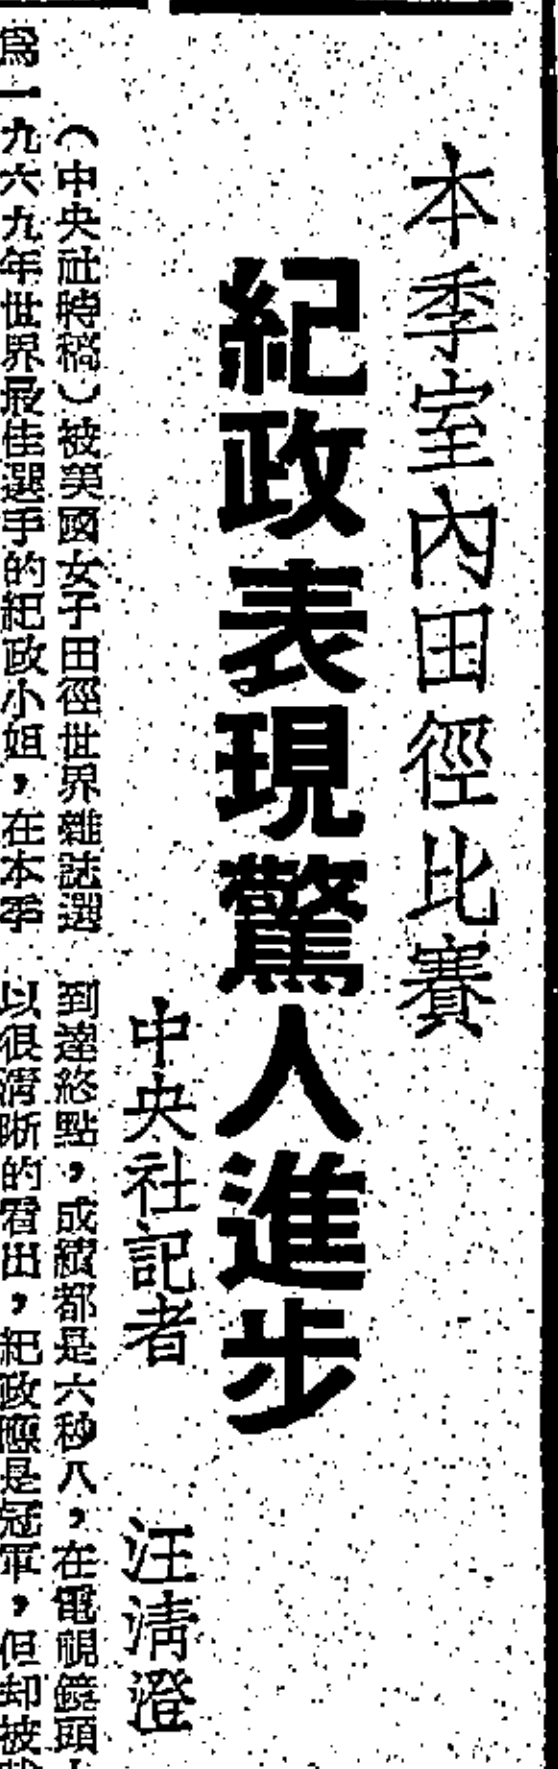 本季室內田徑比賽
紀政表現驚人進步
中央社記者 汪清澄
（中央社特稿）被美國女子田徑世界雜誌選
為一九六九年世界最佳選手的紀政小姐，在本季
到達終點，成績都是六秒八，在電視鏡頭
以很清晰的看出，紀政應是冠軍，但却被